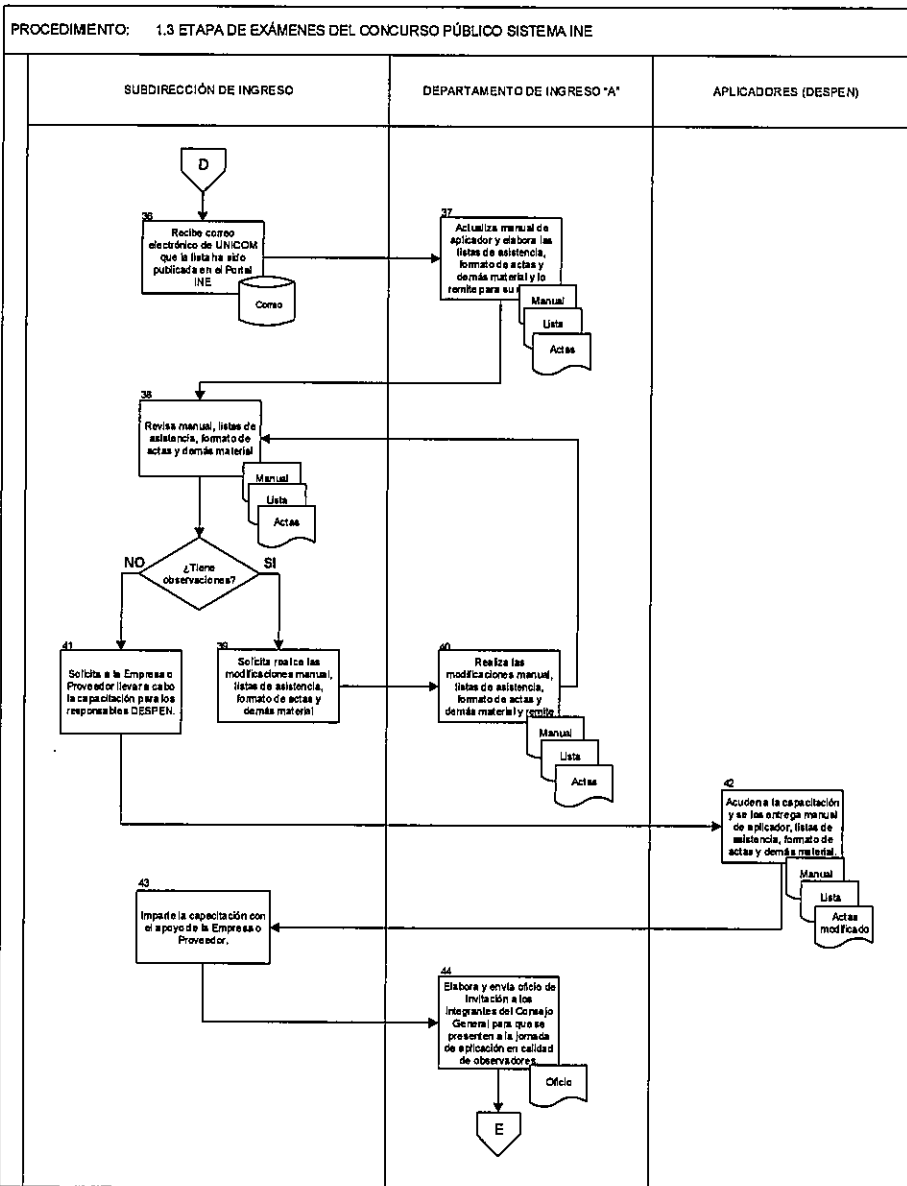 PROCEDIMIENTO: 1.3 ETAPA DE EXÁMENES DEL CONCURSO PÚBLICO SISTEMA INE
SUBDIRECCIÓN DE INGRESO
DEPARTAMENTO DE INGRESO "A"
APLICADORES (DESPEN)
D
36
Recibe correo
electrónico de UNICOM
que la lista ha sido
publicada en el Portal
INE
Correo
37
Actualiza manual de
aplicador y elabora las
listas de asistencia,
formato de actas y
demás material y lo
remite para su
Manual
Lista
Actas
38
Revisa manual, listas de
asistencia, formato de
actas y demás material
Manual
Lista
Actas
NO
¿Tiene
observaciones?
SI
41
Solicita a la Empresa o
Proveedor llevar a cabo
la capacitación para los
responsables DESPEN.
39
Solicita realice las
modificaciones manual,
listas de asistencia,
formato de actas y
demás material
40
Realiza las
modificaciones manual,
listas de asistencia,
formato de actas y
demás material y remite
Manual
Lista
Actas
42
Acuden a la capacitación
y se les entrega manual
de aplicador, listas de
asistencia, formato de
actas y demás material.
Manual
Lista
Actas
modificado
43
Imparte la capacitación con
el apoyo de la Empresa o
Proveedor.
44
Elabora y envía oficio de
Invitación a los
integrantes del Consejo
General para que se
presenten a la jornada
de aplicación en calidad
de observadores.
Oficio
E